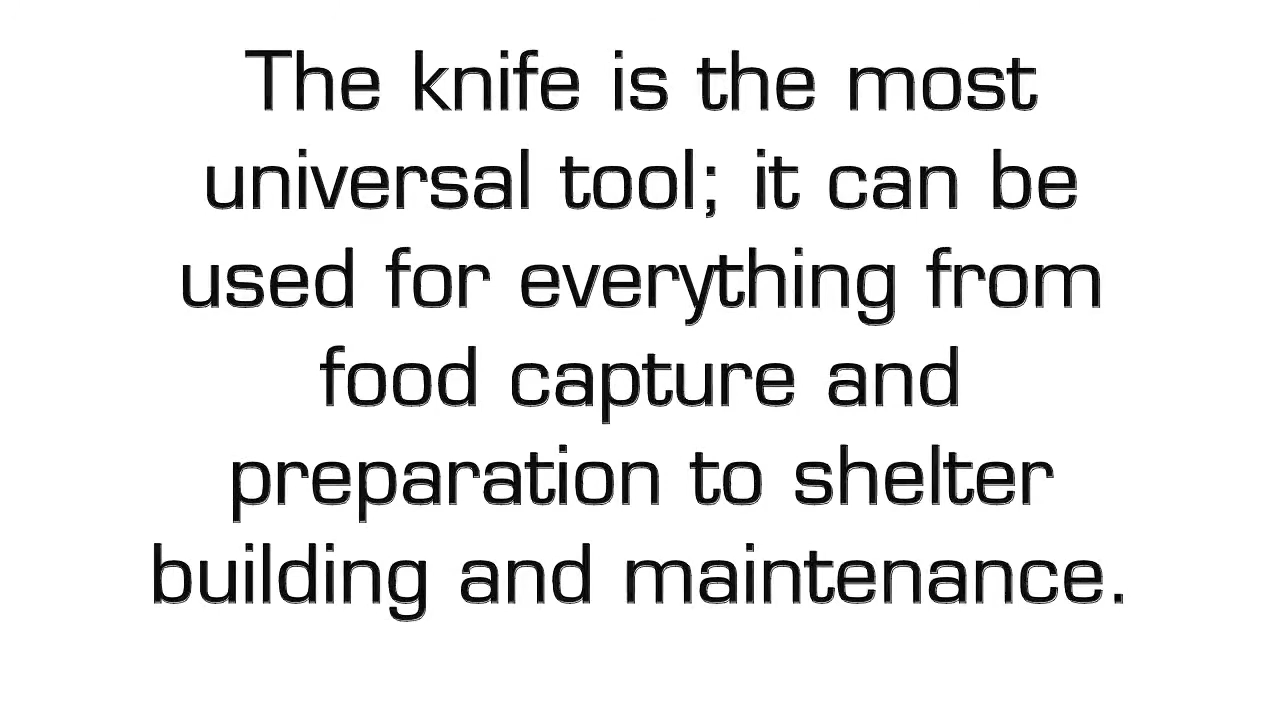 The knife is the most
universal tool; it can be
used for everything from
food capture and
preparation to shelter
building and maintenance.